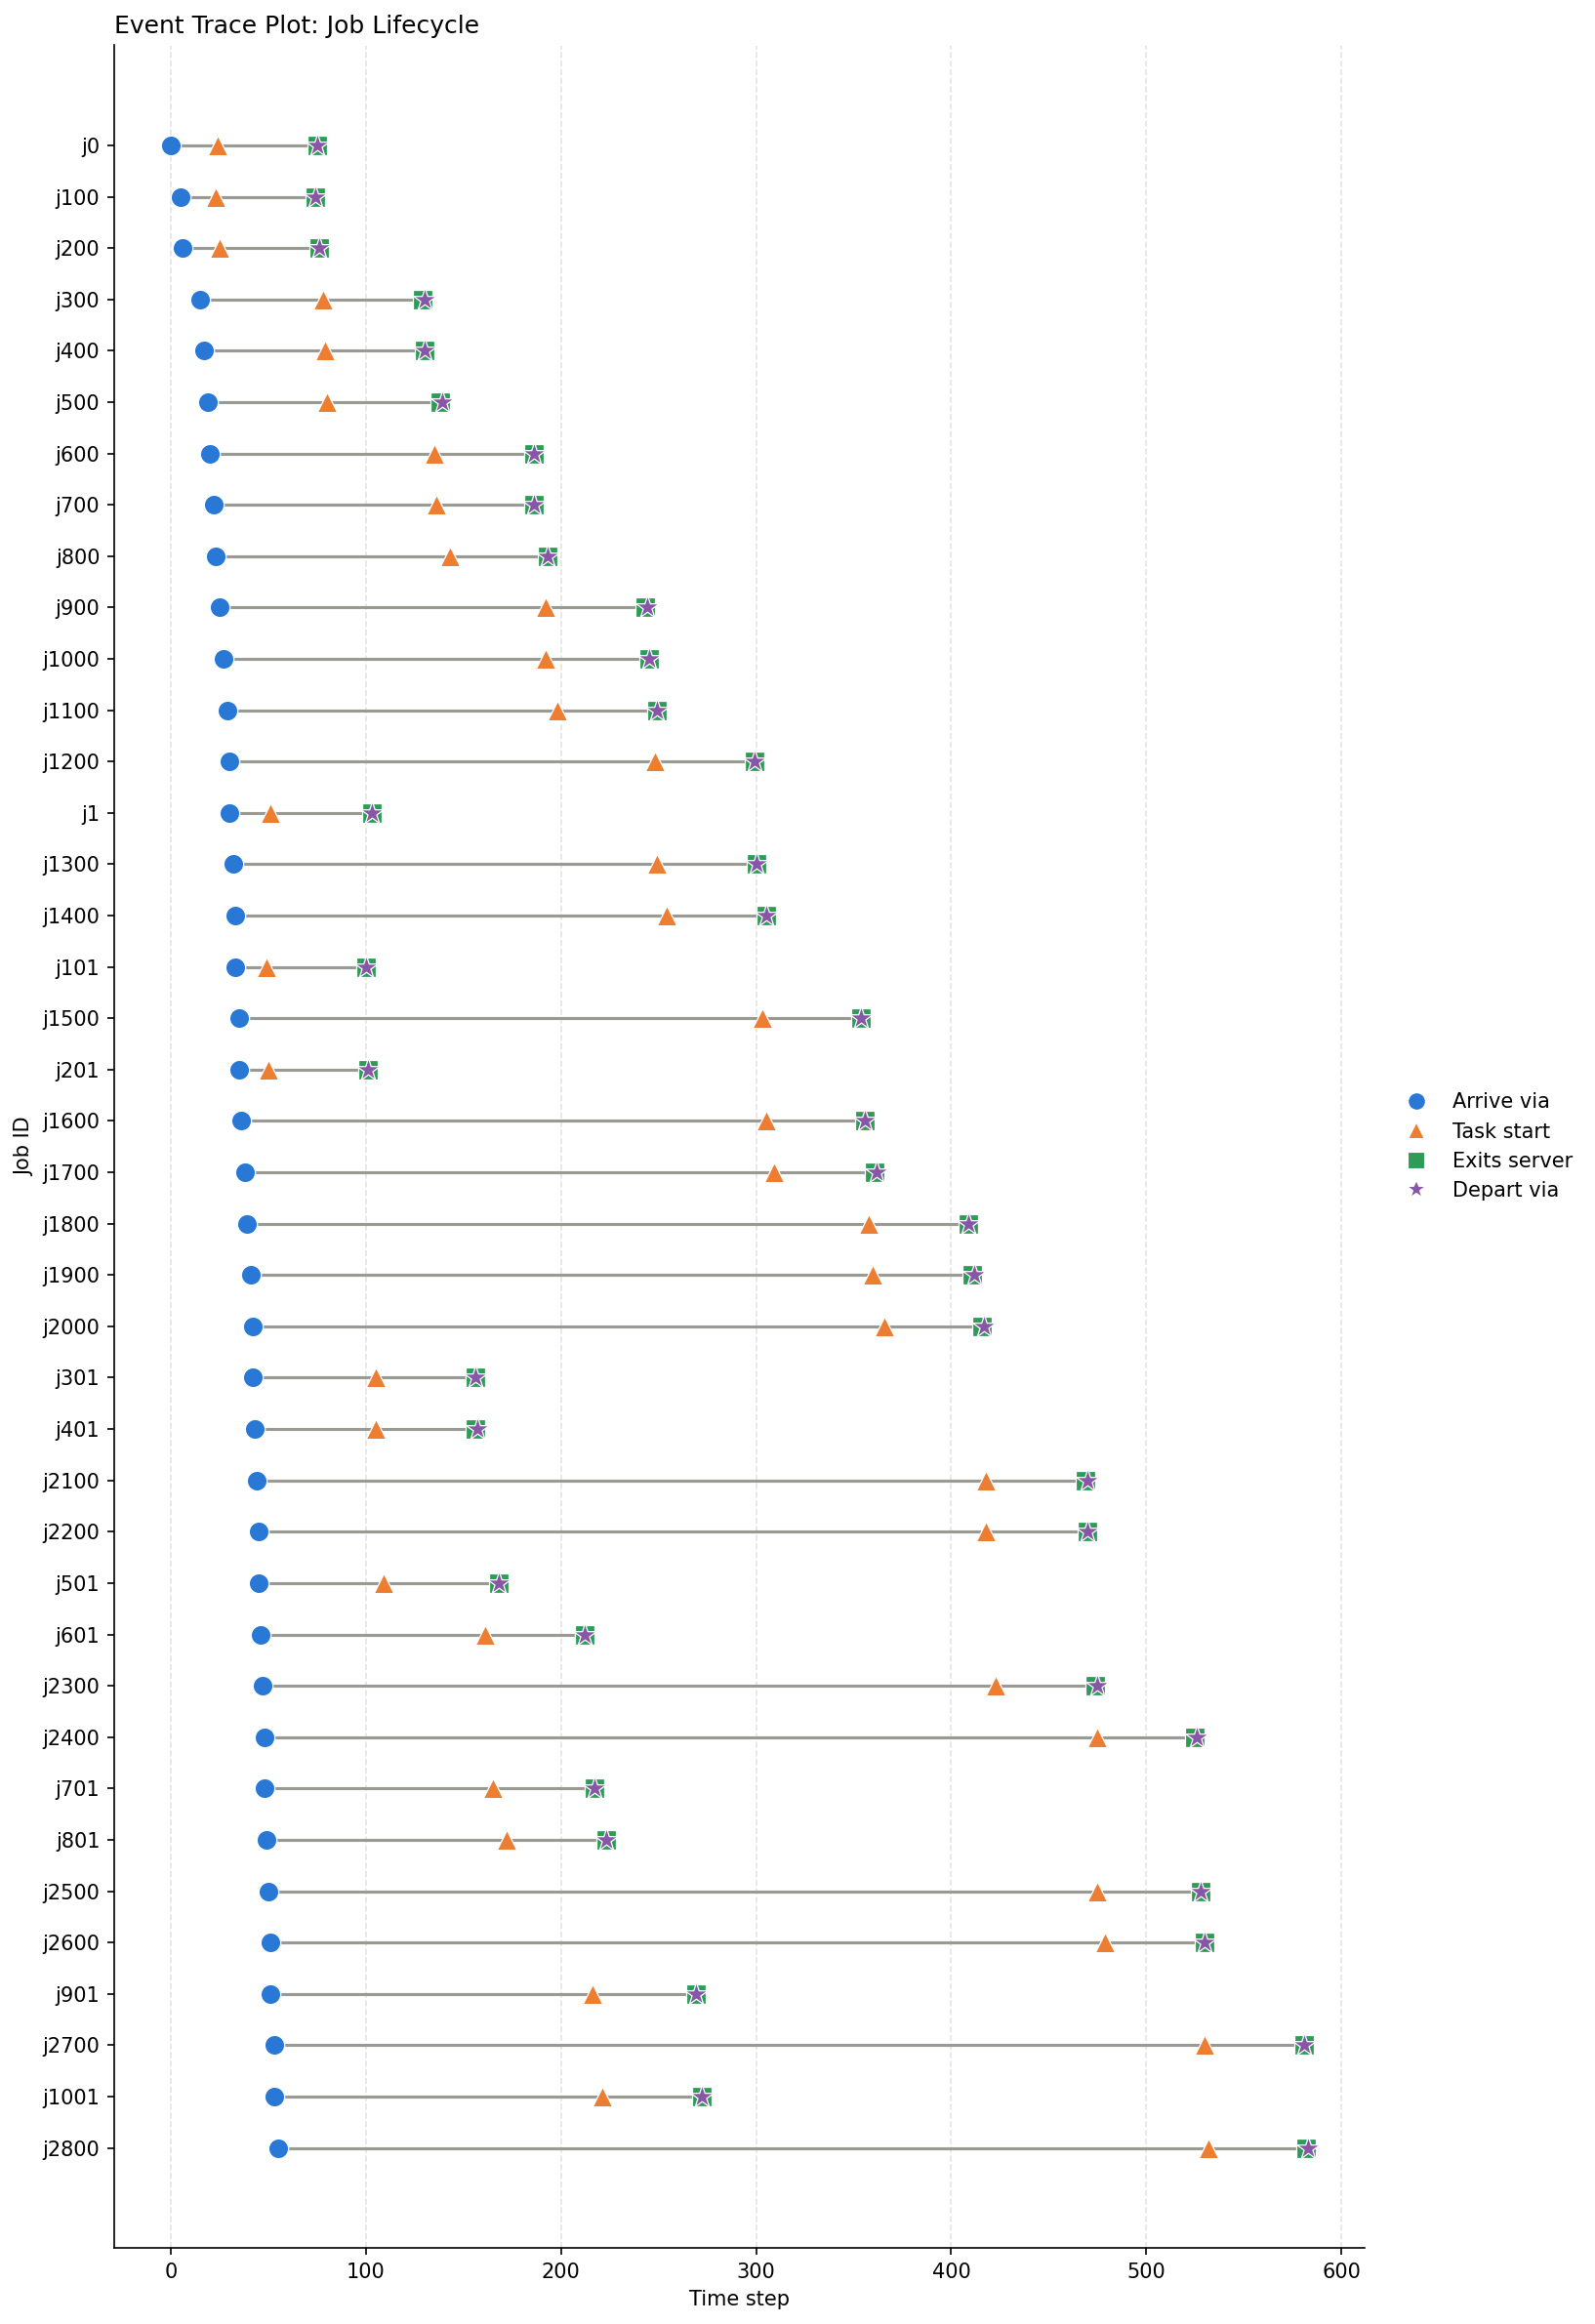 Event Trace Plot: Job Lifecycle
Job ID
j0
j100
j200
j300
j400
j500
j600
j700
j800
j900
j1000
j1100
j1200
j1
j1300
j1400
j101
j1500
j201
j1600
j1700
j1800
j1900
j2000
j301
j401
j2100
j2200
j501
j601
j2300
j2400
j701
j801
j2500
j2600
j901
j2700
j1001
j2800
0 100 200 300 400 500 600
Time step
Arrive via
Task start
Exits server
Depart via